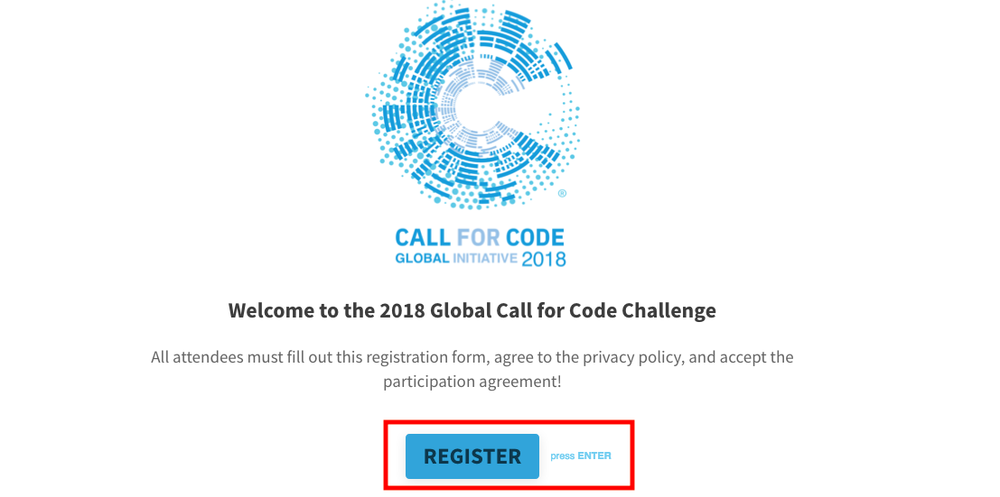 ®
CALL FOR CODE
GLOBAL INITIATIVE 2018
Welcome to the 2018 Global Call for Code Challenge
All attendees must fill out this registration form, agree to the privacy policy, and accept the
participation agreement!
REGISTER press ENTER